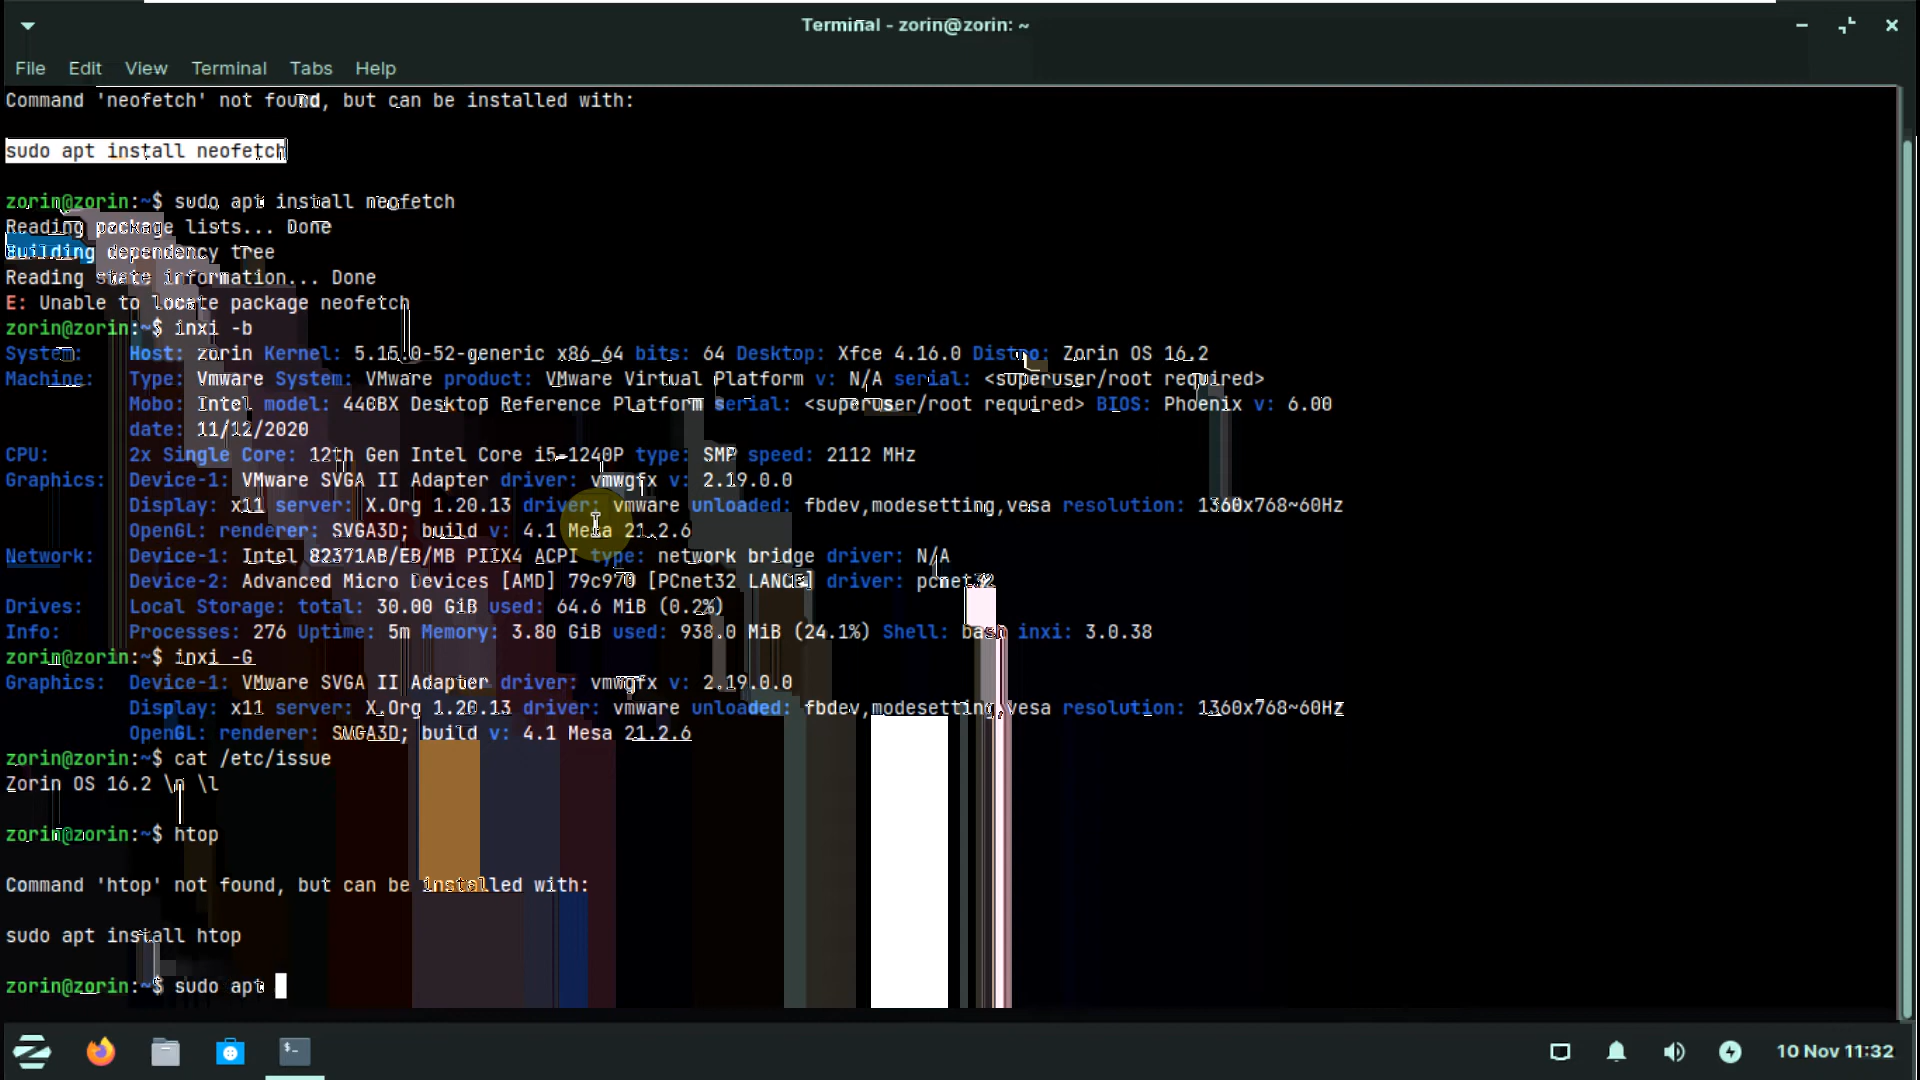 Terminal - zorin@zorin: ~
File Edit View Terminal Tabs Help
Command 'neofetch' not found, but can be installed with:
sudo apt install neofetch
zorin@zorin:~$ sudo apt install neofetch
Reading package lists... Done
Building dependency tree
Reading state information... Done
E: Unable to locate package neofetch
zorin@zorin:~$ inxi -b
System: Host: zorin Kernel: 5.15.0-52-generic x86_64 bits: 64 Desktop: Xfce 4.16.0 Distro: Zorin OS 16.2
Machine: Type: Vmware System: VMware product: VMware Virtual Platform v: N/A serial: <superuser/root required>
Mobo: Intel model: 440BX Desktop Reference Platform serial: <superuser/root required> BIOS: Phoenix v: 6.00
date: 11/12/2020
CPU: 2x Single Core: 12th Gen Intel Core i5-1240P type: SMP speed: 2112 MHz
Graphics: Device-1: VMware SVGA II Adapter driver: vmwgfx v: 2.19.0.0
Display: x11 server: X.Org 1.20.13 driver: vmware unloaded: fbdev,modesetting,vesa resolution: 1360x768~60Hz
OpenGL: renderer: SVGA3D; build v: 4.1 Mesa 21.2.6
Network: Device-1: Intel 82371AB/EB/MB PIIX4 ACPI type: network bridge driver: N/A
Device-2: Advanced Micro Devices [AMD] 79c970 [PCnet32 LANCE] driver: pcnet32
Drives: Local Storage: total: 30.00 GiB used: 64.6 MiB (0.2%)
Info: Processes: 276 Uptime: 5m Memory: 3.80 GiB used: 938.0 MiB (24.1%) Shell: bash inxi: 3.0.38
zorin@zorin:~$ inxi -G
Graphics: Device-1: VMware SVGA II Adapter driver: vmwgfx v: 2.19.0.0
Display: x11 server: X.Org 1.20.13 driver: vmware unloaded: fbdev,modesetting,vesa resolution: 1360x768~60Hz
OpenGL: renderer: SVGA3D; build v: 4.1 Mesa 21.2.6
zorin@zorin:~$ cat /etc/issue
Zorin OS 16.2 \n \l
zorin@zorin:~$ htop
Command 'htop' not found, but can be installed with:
sudo apt install htop
zorin@zorin:~$ sudo apt
10 Nov 11:32